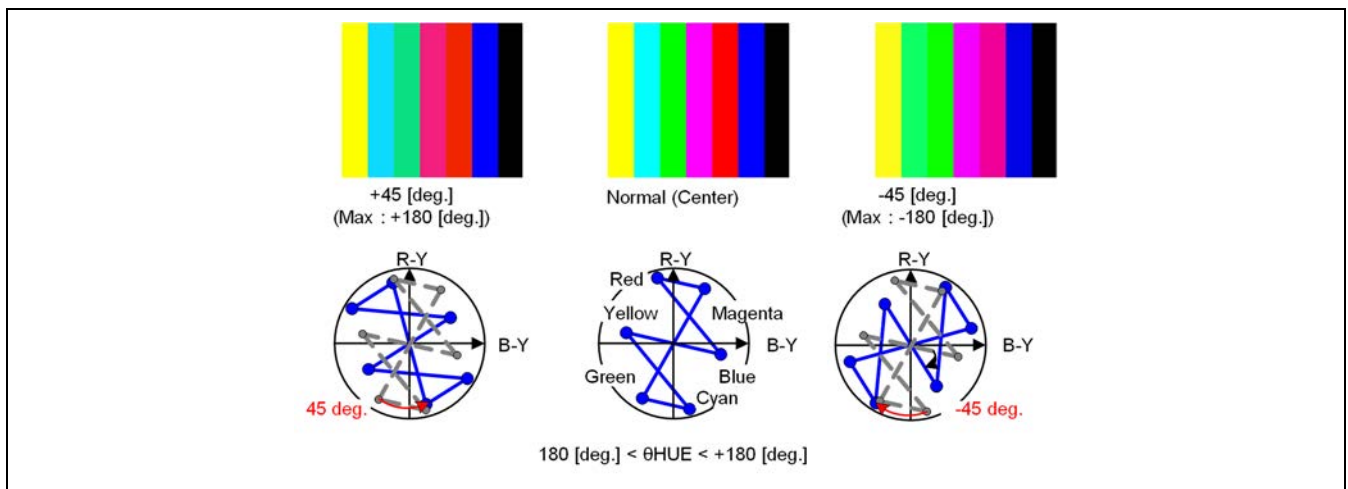 +45 [deg.]
(Max : +180 [deg.])
Normal (Center)
-45 [deg.]
(Max : -180 [deg.])
R-Y
B-Y
45 deg.
R-Y
Red
Yellow
Magenta
B-Y
Green
Blue
Cyan
R-Y
B-Y
-45 deg.
180 [deg.] < θHUE < +180 [deg.]